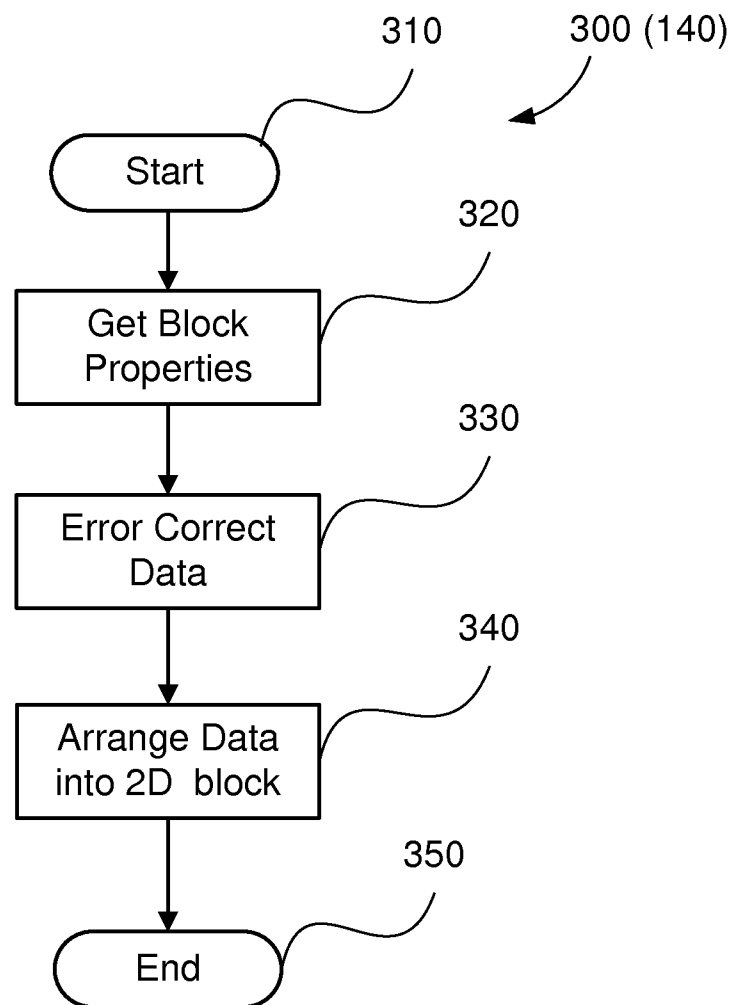 310
300 (140)
Start
320
Get Block
Properties
330
Error Correct
Data
340
Arrange Data
into 2D block
350
End